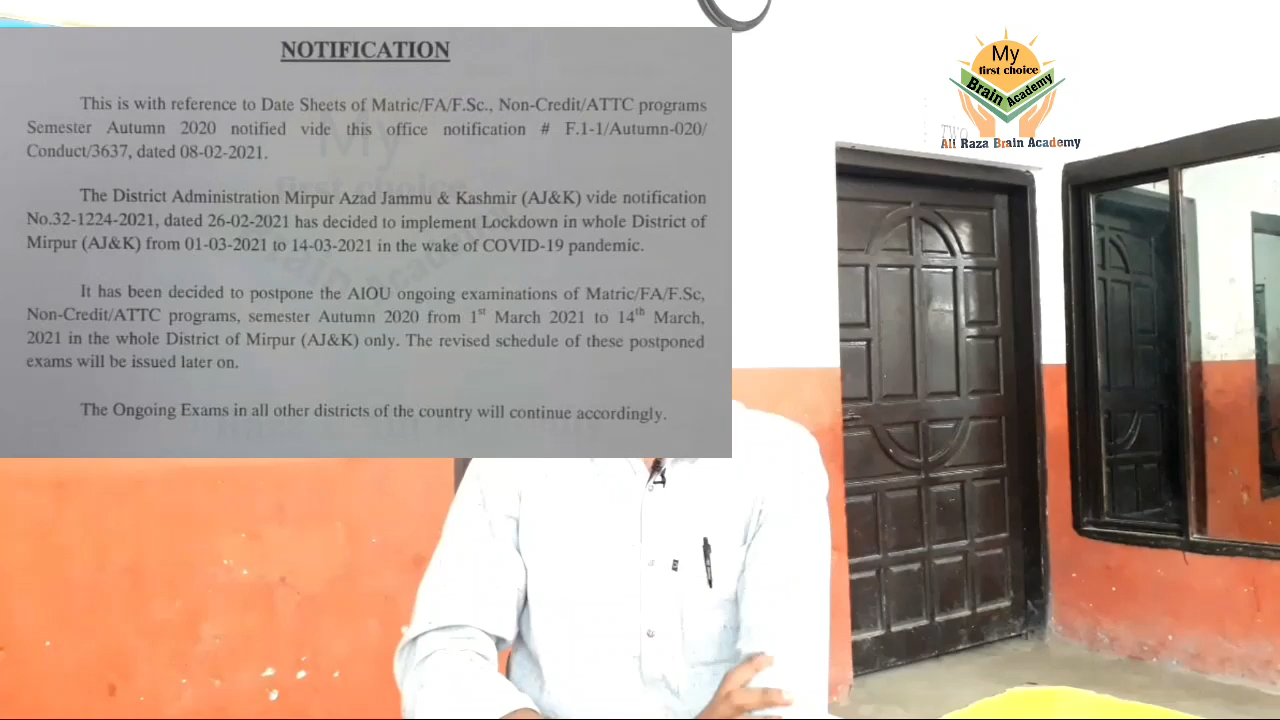 NOTIFICATION
This is with reference to Date Sheets of Matric/FA/F.Sc., Non-Credit/ATTC programs
Semester Autumn 2020 notified vide this office notification # F.1-1/Autumn-020/
Conduct/3637, dated 08-02-2021.
The District Administration Mirpur Azad Jammu & Kashmir (AJ&K) vide notification
No.32-1224-2021, dated 26-02-2021 has decided to implement Lockdown in whole District of
Mirpur (AJ&K) from 01-03-2021 to 14-03-2021 in the wake of COVID-19 pandemic.
It has been decided to postpone the AIOU ongoing examinations of Matric/FA/F.Sc,
Non-Credit/ATTC programs, semester Autumn 2020 from 1st March 2021 to 14th March,
2021 in the whole District of Mirpur (AJ&K) only. The revised schedule of these postponed
exams will be issued later on.
The Ongoing Exams in all other districts of the country will continue accordingly.
My
first choice
Brain Academy
TWO
Ali Raza Brain Academy